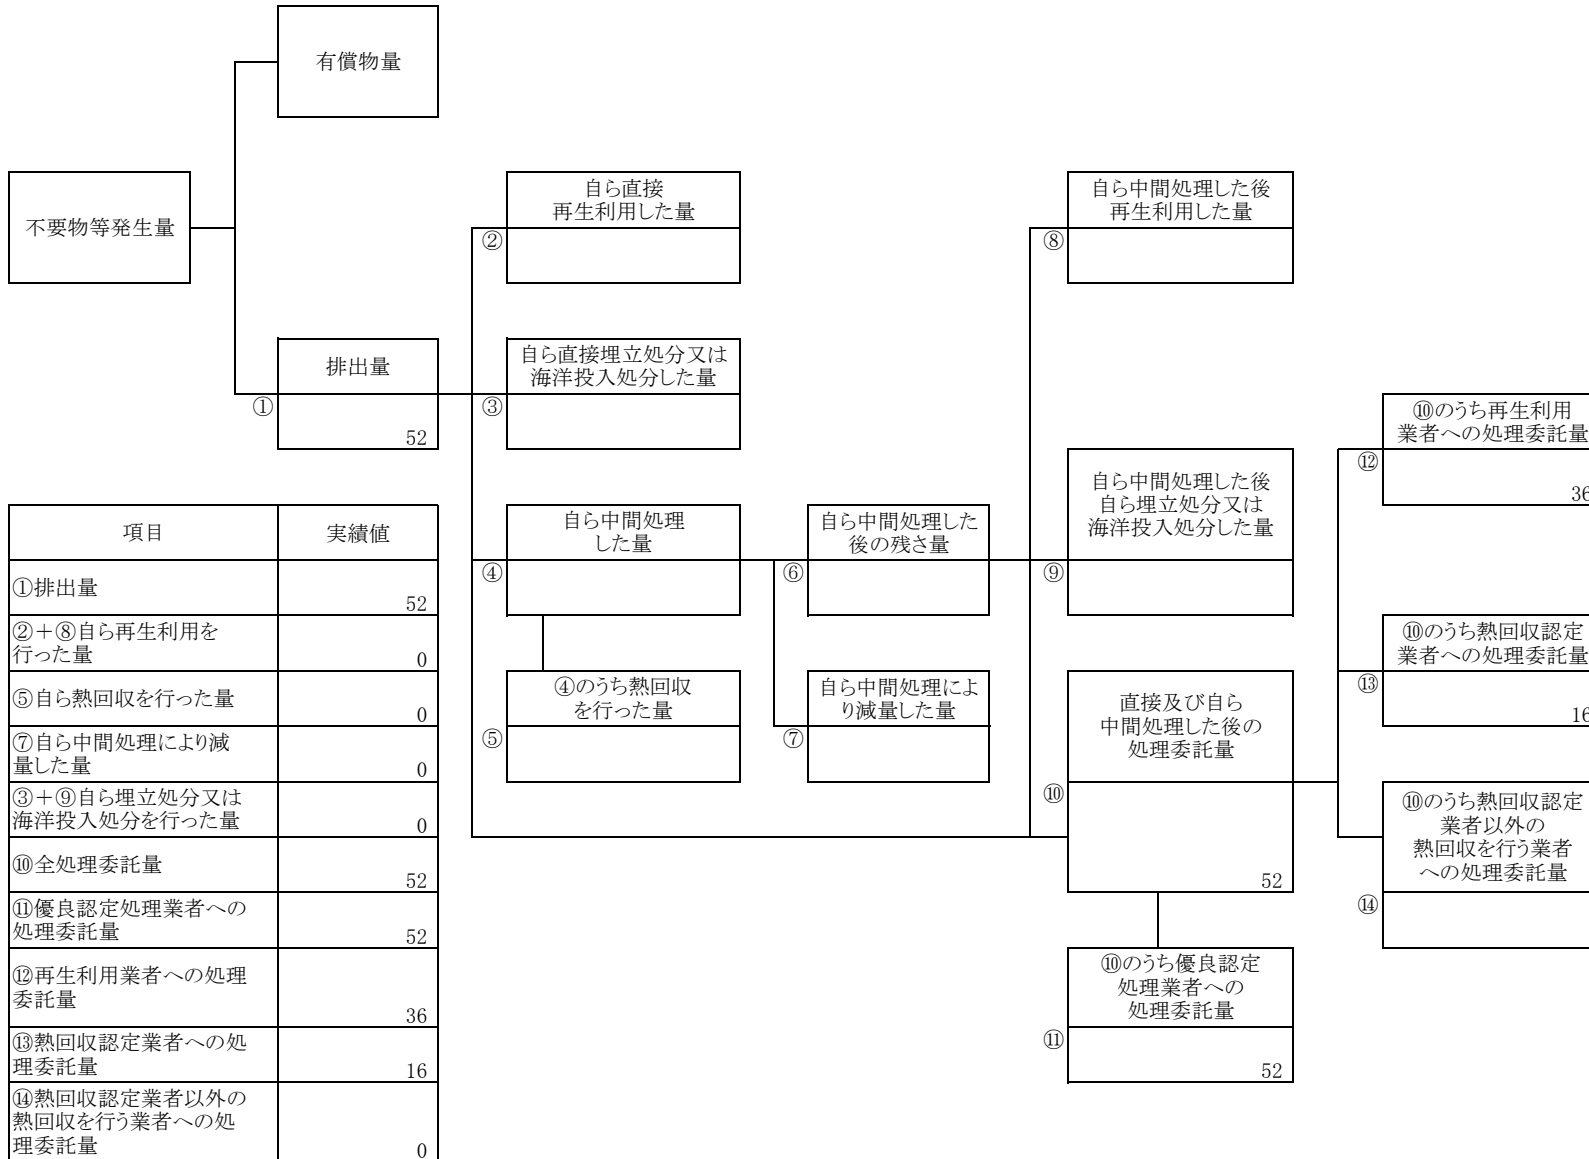 有償物量
不要物等発生量
自ら直接
再生利用した量
②
自ら中間処理した後
再生利用した量
⑧
排出量
①
52
自ら直接埋立処分又は
海洋投入処分した量
③
⑩のうち再生利用
業者への処理委託量
⑫
36
自ら中間処理
した量
④
自ら中間処理した
後の残さ量
⑥
自ら中間処理した後
自ら埋立処分又は
海洋投入処分した量
⑨
④のうち熱回収
を行った量
⑤
自ら中間処理によ
り減量した量
⑦
直接及び自ら
中間処理した後の
処理委託量
⑩
52
⑩のうち熱回収認定
業者への処理委託量
⑬
16
⑩のうち熱回収認定
業者以外の
熱回収を行う業者
への処理委託量
⑭
⑩のうち優良認定
処理業者への
処理委託量
⑪
52
項目 実績値
①排出量
52
②+⑧自ら再生利用を
行った量
0
⑤自ら熱回収を行った量
0
⑦自ら中間処理により減
量した量
0
③+⑨自ら埋立処分又は
海洋投入処分を行った量
0
⑩全処理委託量
52
⑪優良認定処理業者への
処理委託量
52
⑫再生利用業者への処理
委託量
36
⑬熱回収認定業者への処
理委託量
16
⑭熱回収認定業者以外の
熱回収を行う業者への処
理委託量
0